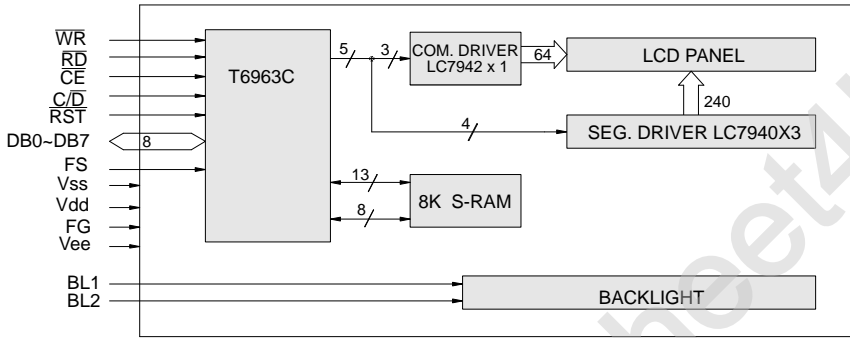 WR
RD
CE
C/D
RST
DB0~DB7
8
FS
Vss
Vdd
FG
Vee
BL1
BL2
T6963C
5
3
COM. DRIVER
LC7942 x 1
64
LCD PANEL
240
4
SEG. DRIVER LC7940X3
13
8
8K S-RAM
BACKLIGHT
heet4